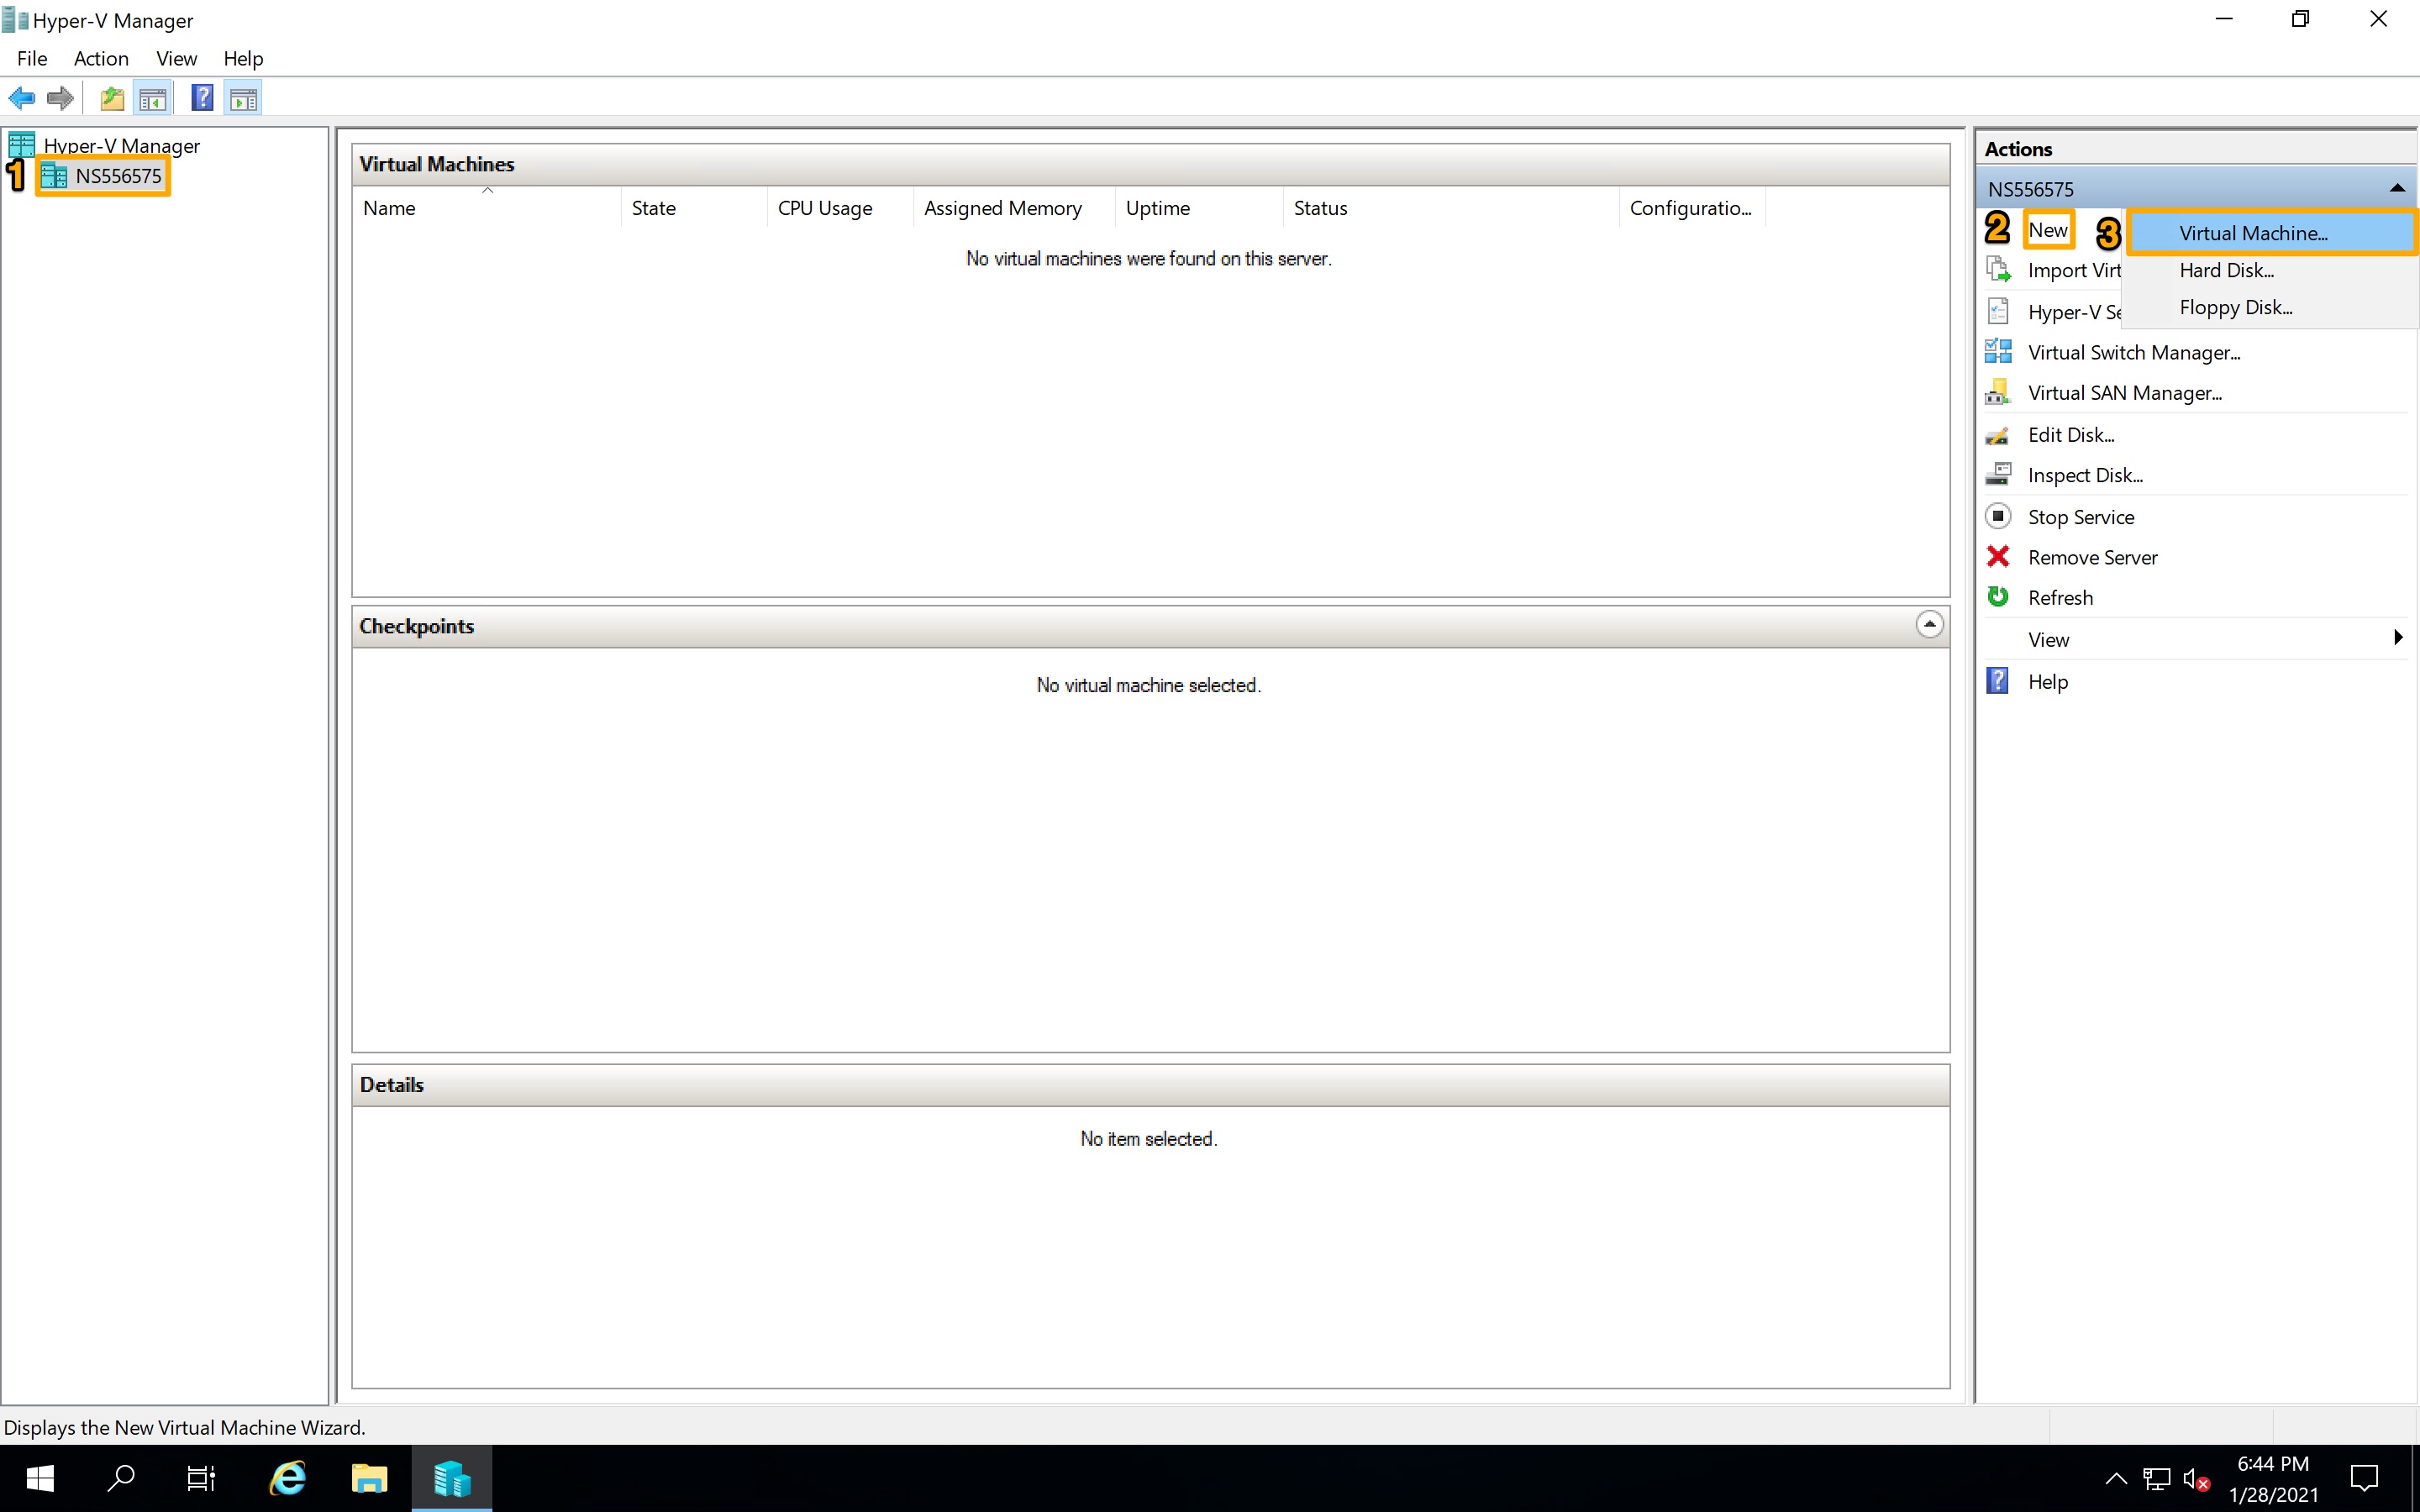 Hyper-V Manager
File Action View Help
Hyper-V Manager
1 NS556575
Virtual Machines
Name State CPU Usage Assigned Memory Uptime Status Configuratio...
No virtual machines were found on this server.
Checkpoints
No virtual machine selected.
Details
No item selected.
Actions
NS556575
2 New 3 Virtual Machine...
Import Virt
Hard Disk...
Hyper-V Se
Floppy Disk...
Virtual Switch Manager...
Virtual SAN Manager...
Edit Disk...
Inspect Disk...
Stop Service
Remove Server
Refresh
View
Help
Displays the New Virtual Machine Wizard.
6:44 PM
1/28/2021